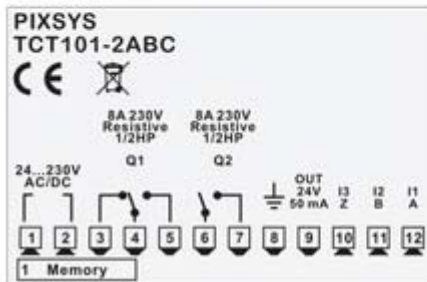 PIXSYS
TCT101-2ABC
CE
8A 230V Resistive 1/2HP
8A 230V Resistive 1/2HP
Q1 Q2
24...230V AC/DC
OUT 24V 50 mA
I3 Z
I2 B
I1 A
1 2 3 4 5 6 7 8 9 10 11 12
1 Memory